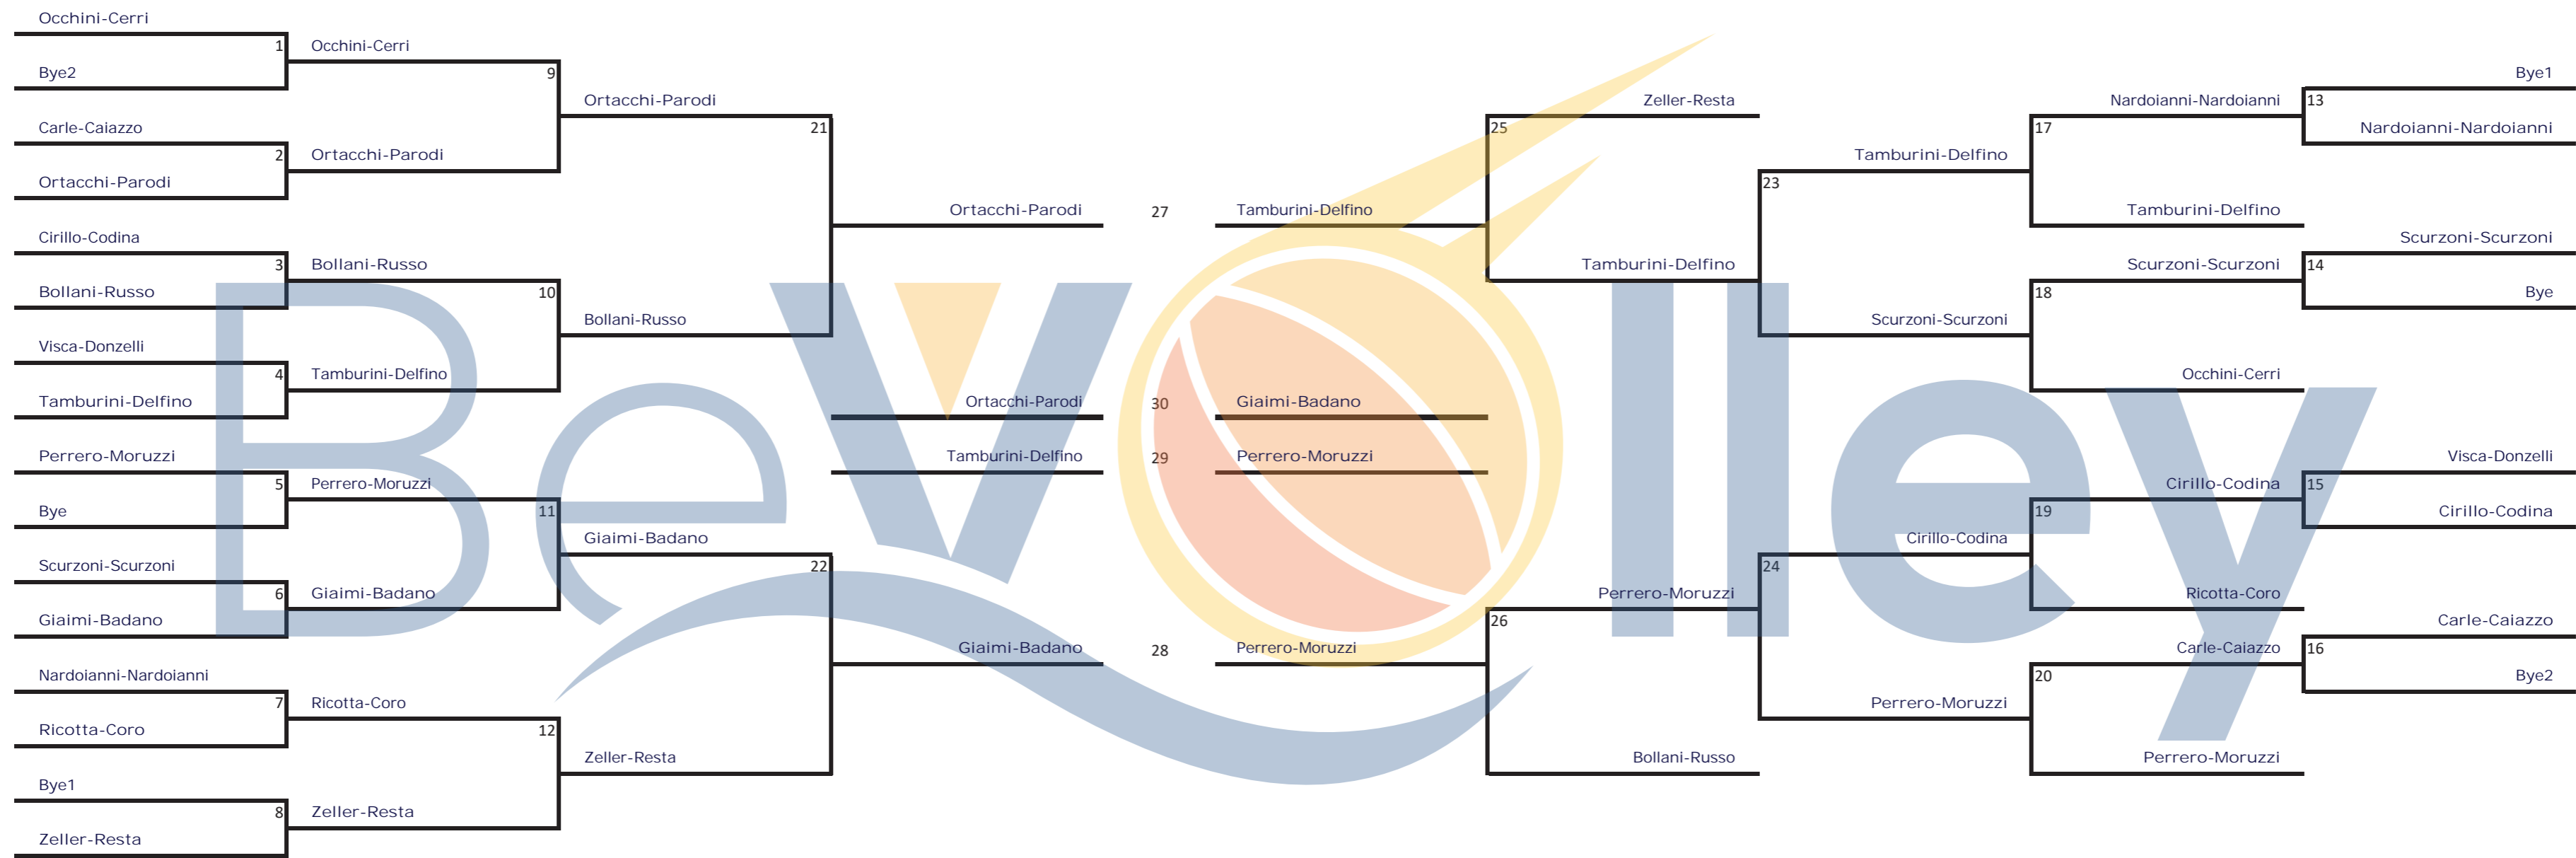 Occhini-Cerri
1 Occhini-Cerri
Bye2
9
Ortacchi-Parodi
Carle-Caiazzo
21
2 Ortacchi-Parodi
Ortacchi-Parodi
Ortacchi-Parodi 27 Tamburini-Delfino
Cirillo-Codina
3 Bollani-Russo
Bollani-Russo
10
Bollani-Russo
Visca-Donzelli
4 Tamburini-Delfino
Tamburini-Delfino
Ortacchi-Parodi 30 Giaimi-Badano
Tamburini-Delfino 29 Perrero-Moruzzi
Perrero-Moruzzi
5 Perrero-Moruzzi
Bye
11
Giaimi-Badano
Scurzoni-Scurzoni
22
6 Giaimi-Badano
Giaimi-Badano
Giaimi-Badano 28 Perrero-Moruzzi
Nardoianni-Nardoianni
7 Ricotta-Coro
Ricotta-Coro
12
Zeller-Resta
Bye1
8 Zeller-Resta
Zeller-Resta
Bye1
Zeller-Resta
Nardoianni-Nardoianni 13
25
17
Nardoianni-Nardoianni
Tamburini-Delfino
23
Tamburini-Delfino
Scurzoni-Scurzoni
Tamburini-Delfino
Scurzoni-Scurzoni 14
18
Bye
Scurzoni-Scurzoni
Occhini-Cerri
Visca-Donzelli
Cirillo-Codina 15
19
Cirillo-Codina
Cirillo-Codina
24
Perrero-Moruzzi
Ricotta-Coro
26
Carle-Caiazzo
Carle-Caiazzo 16
20
Bye2
Perrero-Moruzzi
Bollani-Russo
Perrero-Moruzzi
BeVolley